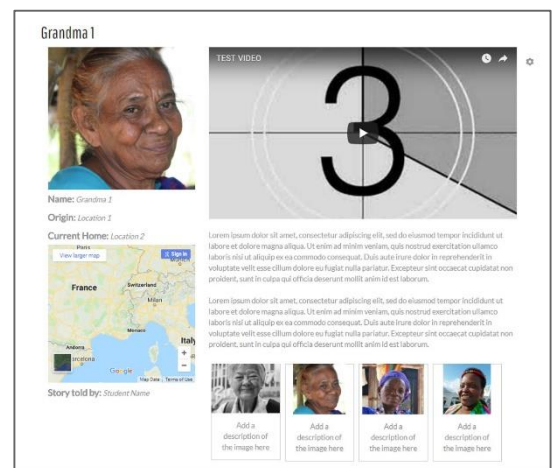 Grandma 1
TEST VIDEO
3
Name: Grandma 1
Origin: Location 1
Current Home: Location 2
Paris
View larger map
Sign in
France
Switzerland
Milan
Monaco
Italy
Andorra
arcelona
Google
Map Data
Terms of Use
Story told by: Student Name
Lorem ipsum dolor sit amet, consectetur adipiscing elit, sed do eiusmod tempor incididunt ut
labore et dolore magna aliqua. Ut enim ad minim veniam, quis nostrud exercitation ullamco
laboris nisi ut aliquip ex ea commodo consequat. Duis aute irure dolor in reprehenderit in
voluptate velit esse cillum dolore eu fugiat nulla pariatur. Excepteur sint occaecat cupidatat non
proident, sunt in culpa qui officia deserunt mollit anim id est laborum.
Lorem ipsum dolor sit amet, consectetur adipiscing elit, sed do eiusmod tempor incididunt ut
labore et dolore magna aliqua. Ut enim ad minim veniam, quis nostrud exercitation ullamco
laboris nisi ut aliquip ex ea commodo consequat. Duis aute irure dolor in reprehenderit in
voluptate velit esse cillum dolore eu fugiat nulla pariatur. Excepteur sint occaecat cupidatat non
proident, sunt in culpa qui officia deserunt mollit anim id est laborum.
Add a
description of
the image here
Add a
description of
the image here
Add a
description of
the image here
Add a
description of
the image here